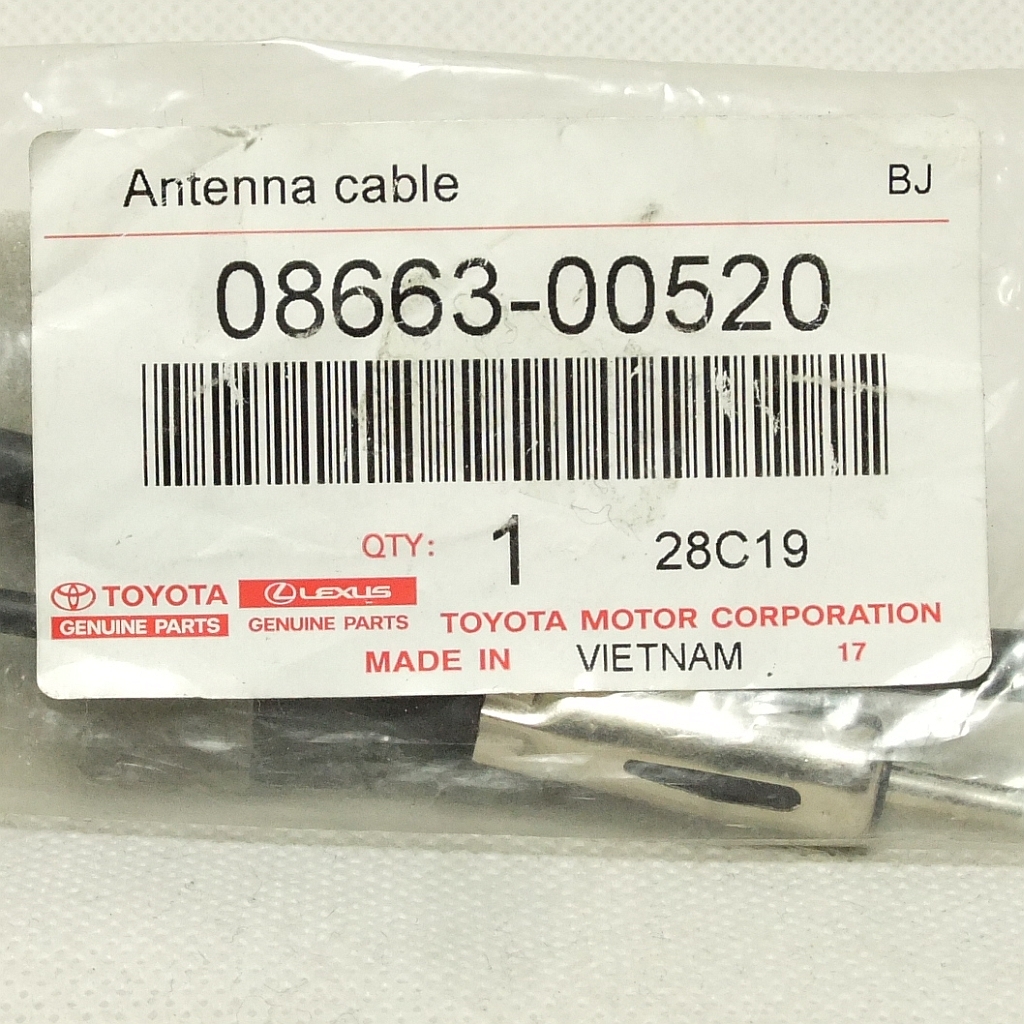 Antenna cable BJ
08663-00520
QTY: 1 28C19
TOYOTA LEXUS
GENUINE PARTS GENUINE PARTS
TOYOTA MOTOR CORPORATION
MADE IN VIETNAM 17